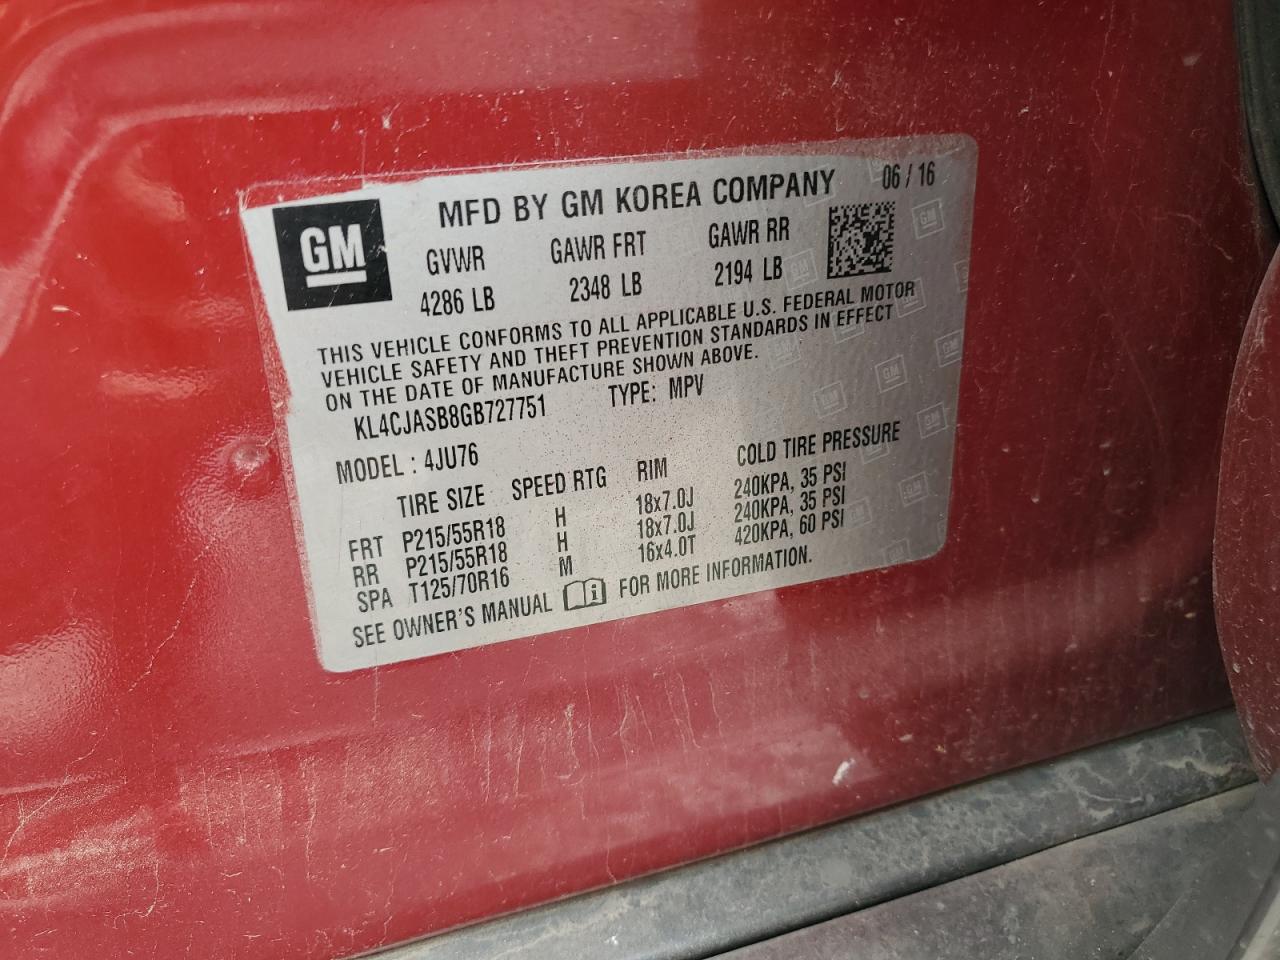 GM
MFD BY GM KOREA COMPANY 06 / 16
GVWR GAWR FRT GAWR RR
4286 LB 2348 LB 2194 LB
THIS VEHICLE CONFORMS TO ALL APPLICABLE U.S. FEDERAL MOTOR
VEHICLE SAFETY AND THEFT PREVENTION STANDARDS IN EFFECT
ON THE DATE OF MANUFACTURE SHOWN ABOVE.
KL4CJASB8GB727751 TYPE: MPV
MODEL : 4JU76
TIRE SIZE SPEED RTG RIM COLD TIRE PRESSURE
FRT P215/55R18 H 18x7.0J 240KPA, 35 PSI
RR P215/55R18 H 18x7.0J 240KPA, 35 PSI
SPA T125/70R16 M 16x4.0T 420KPA, 60 PSI
SEE OWNER'S MANUAL i FOR MORE INFORMATION.